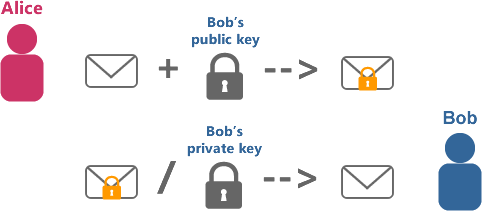 Alice
Bob's
public key
+
-->
Bob
Bob's
private key
/
-->